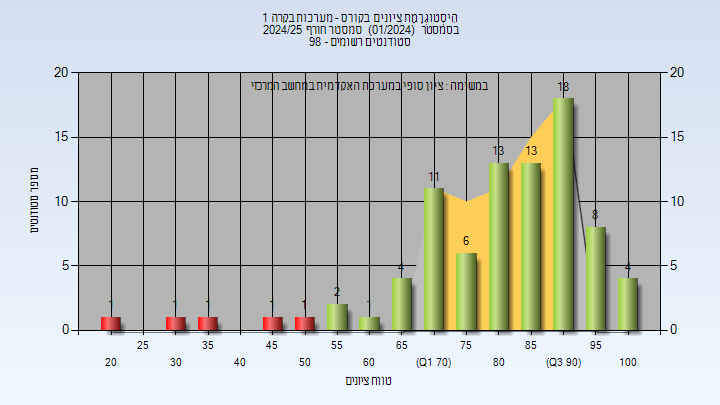 היסטוגרמת ציונים בקורס - מערכות בקרה 1
בסמסטר (01/2024) סמסטר חורף 2024/25
סטודנטים רשומים - 98
במשימה : ציון סופי במערכת האקדמית במחשב המרכזי
20 20
15 15
10 10
5 5
0 0
מספר סטודנטים
1 1 1 1 1 2 1 4 11 6 13 13 18 8 4
25 35 45 55 65 75 85 95
20 30 40 50 60 (Q1 70) 80 (Q3 90) 100
טווח ציונים